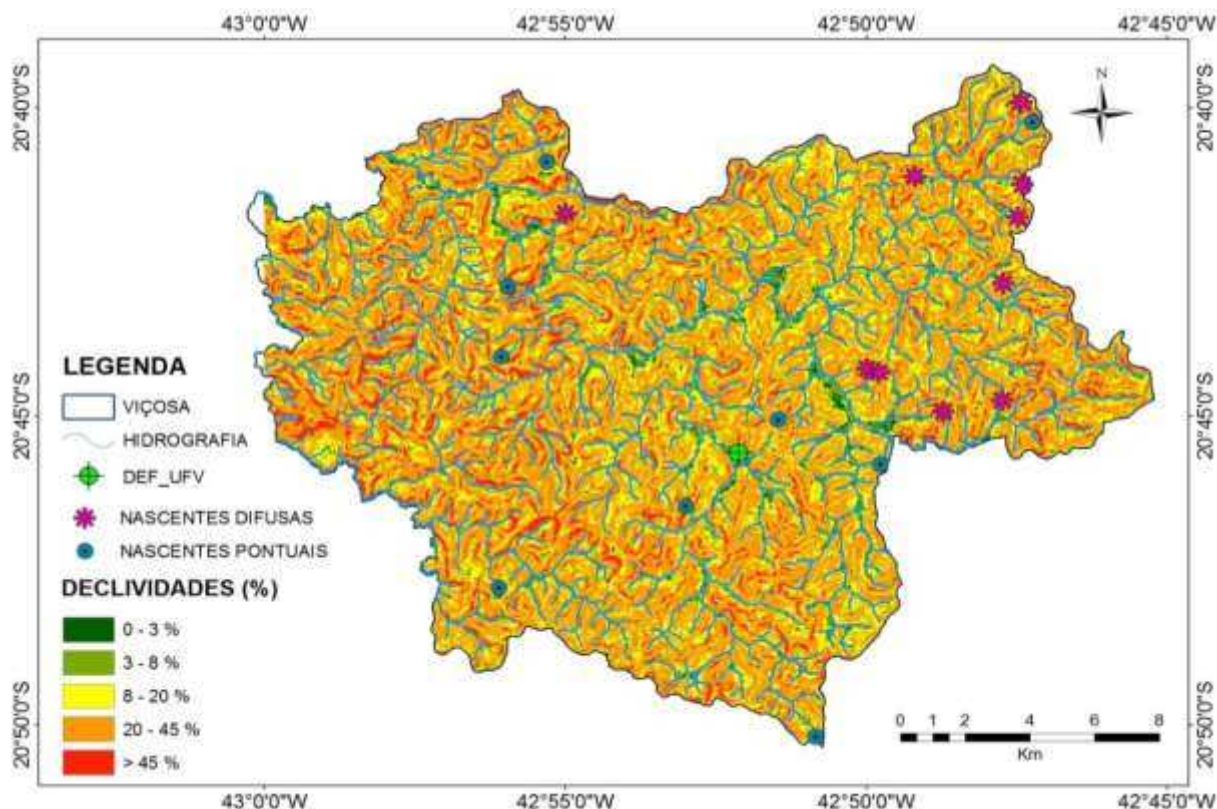 43°0'0"W 42°55'0"W 42°50'0"W 42°45'0"W
20°40'0"S 20°40'0"S
N
20°45'0"S 20°45'0"S
LEGENDA
VIÇOSA
HIDROGRAFIA
DEF_UFV
NASCENTES DIFUSAS
NASCENTES PONTUAIS
DECLIVIDADES (%)
0 - 3 %
3 - 8 %
8 - 20 %
20 - 45 %
> 45 %
20°50'0"S 20°50'0"S
0 1 2 4 6 8
Km
43°0'0"W 42°55'0"W 42°50'0"W 42°45'0"W